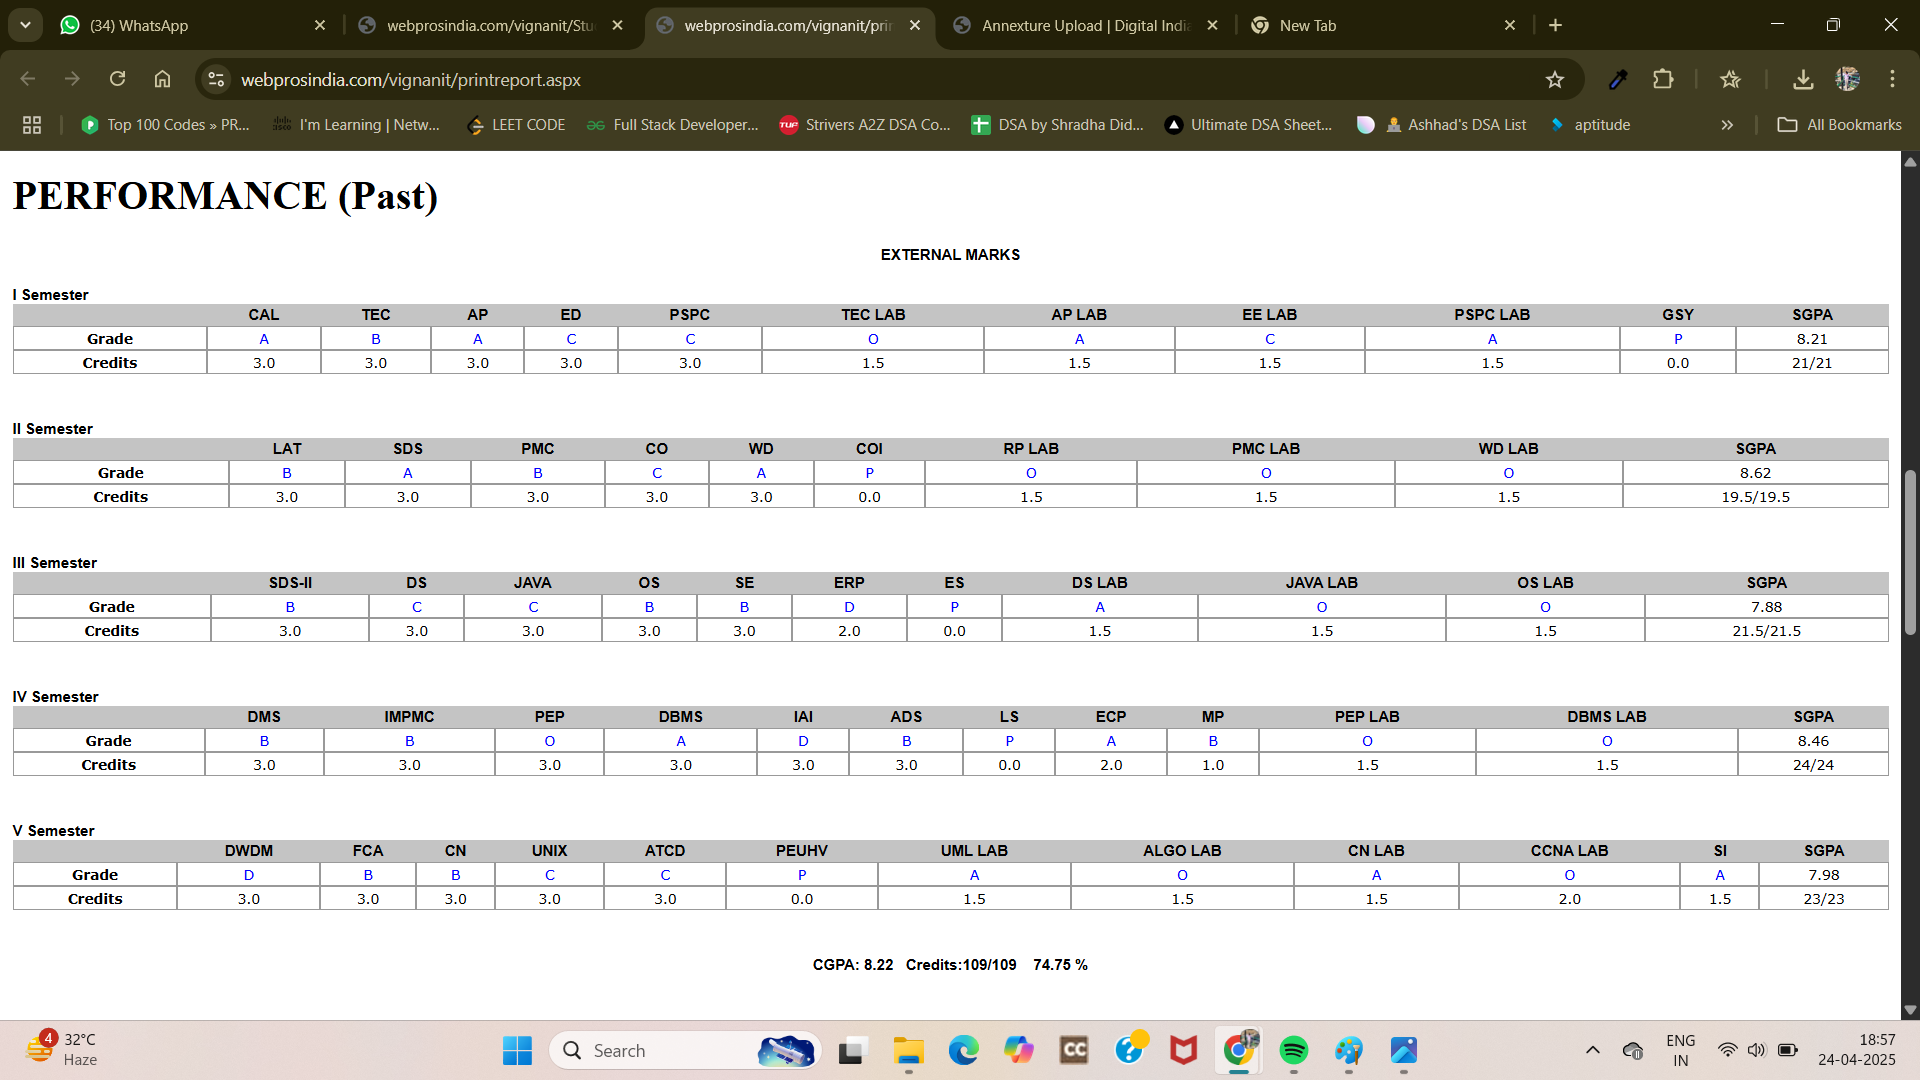 (34) WhatsApp
webprosindia.com/vignanit/Stu
webprosindia.com/vignanit/prin
Annexture Upload | Digital India
New Tab
webprosindia.com/vignanit/printreport.aspx
Top 100 Codes » PR...
I'm Learning | Netw...
LEET CODE
Full Stack Developer...
Strivers A2Z DSA Co...
DSA by Shradha Did...
Ultimate DSA Sheet...
Ashhad's DSA List
aptitude
All Bookmarks
PERFORMANCE (Past)
EXTERNAL MARKS
I Semester
CAL TEC AP ED PSPC TEC LAB AP LAB EE LAB PSPC LAB GSY SGPA
Grade A B A C C O A C A P 8.21
Credits 3.0 3.0 3.0 3.0 3.0 1.5 1.5 1.5 1.5 0.0 21/21
II Semester
LAT SDS PMC CO WD COI RP LAB PMC LAB WD LAB SGPA
Grade B A B C A P O O O 8.62
Credits 3.0 3.0 3.0 3.0 3.0 0.0 1.5 1.5 1.5 19.5/19.5
III Semester
SDS-II DS JAVA OS SE ERP ES DS LAB JAVA LAB OS LAB SGPA
Grade B C C B B D P A O O 7.88
Credits 3.0 3.0 3.0 3.0 3.0 2.0 0.0 1.5 1.5 1.5 21.5/21.5
IV Semester
DMS IMPMC PEP DBMS IAI ADS LS ECP MP PEP LAB DBMS LAB SGPA
Grade B B O A D B P A B O O 8.46
Credits 3.0 3.0 3.0 3.0 3.0 3.0 0.0 2.0 1.0 1.5 1.5 24/24
V Semester
DWDM FCA CN UNIX ATCD PEUHV UML LAB ALGO LAB CN LAB CCNA LAB SI SGPA
Grade D B B C C P A O A O A 7.98
Credits 3.0 3.0 3.0 3.0 3.0 0.0 1.5 1.5 1.5 2.0 1.5 23/23
CGPA: 8.22 Credits:109/109 74.75 %
4
32°C
Haze
Search
CC
ENG
IN
18:57
24-04-2025